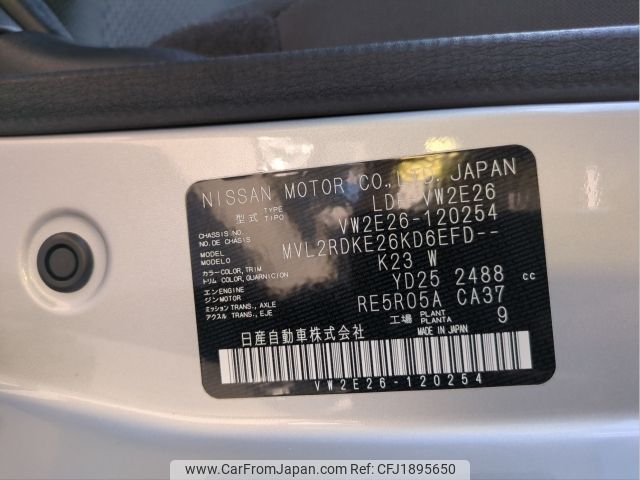 NISSAN MOTOR CO., LTD. JAPAN
型式 TYPE TIPO LDF VW2E26
CHASSIS NO. NO.DE CHASIS VW2E26-120254
MODEL MODELO MVL2RDKE26KD6EFD--
カラー COLOR, TRIM トリム COLOR, GUARNICION K23 W
エンジン ENGINE MOTOR YD25 2488 cc
ミッション TRANS., AXLE アクスル TRANS., EJE RE5R05A CA37
工場 PLANT PLANTA 9
日産自動車株式会社 MADE IN JAPAN
VW2E26-120254
www.CarFromJapan.com Car Ref No: CFJ1895650